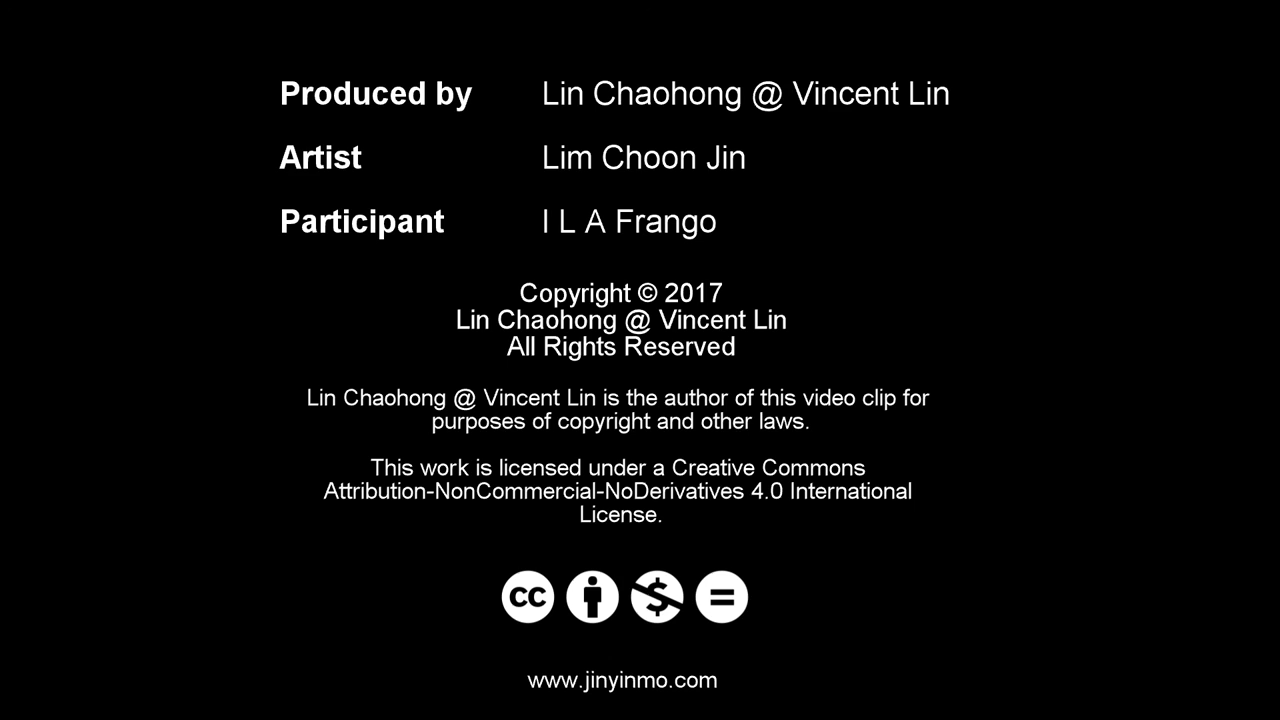 Produced by Lin Chaohong @ Vincent Lin
Artist Lim Choon Jin
Participant I L A Frango
Copyright © 2017
Lin Chaohong @ Vincent Lin
All Rights Reserved
Lin Chaohong @ Vincent Lin is the author of this video clip for
purposes of copyright and other laws.
This work is licensed under a Creative Commons
Attribution-NonCommercial-NoDerivatives 4.0 International
License.
cc $ =
www.jinyinmo.com